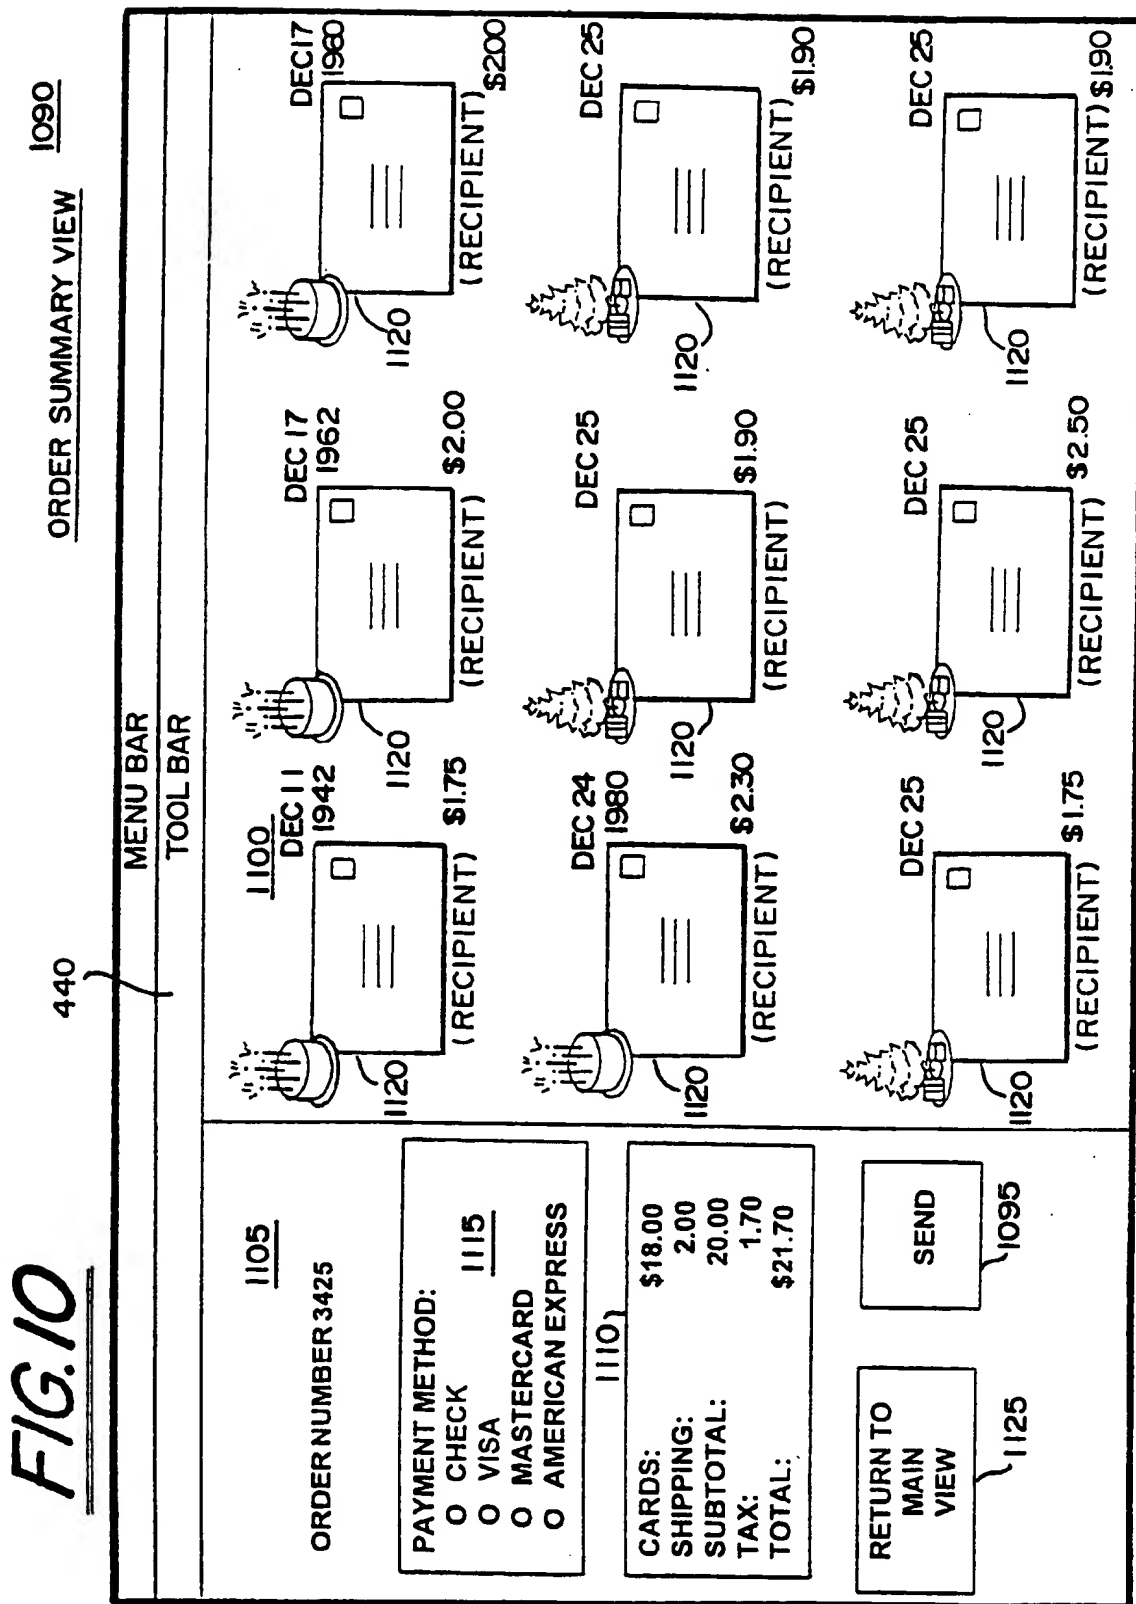 FIG. 10
ORDER SUMMARY VIEW
1090
440
MENU BAR
TOOL BAR
1105
ORDER NUMBER 3425
PAYMENT METHOD:
O CHECK
1115
O VISA
O MASTERCARD
O AMERICAN EXPRESS
1110
CARDS: $18.00
SHIPPING: 2.00
SUBTOTAL: 20.00
TAX: 1.70
TOTAL: $21.70
RETURN TO
MAIN
VIEW
1125
SEND
1095
1100
DEC 11
1942
1120
$1.75
(RECIPIENT)
DEC 17
1962
1120
$2.00
(RECIPIENT)
DEC 17
1960
1120
$2.00
(RECIPIENT)
DEC 24
1980
1120
$2.30
(RECIPIENT)
DEC 25
1120
$1.90
(RECIPIENT)
DEC 25
1120
$1.90
(RECIPIENT)
DEC 25
1120
$1.75
(RECIPIENT)
DEC 25
1120
$2.50
(RECIPIENT)
DEC 25
1120
$1.90
(RECIPIENT)